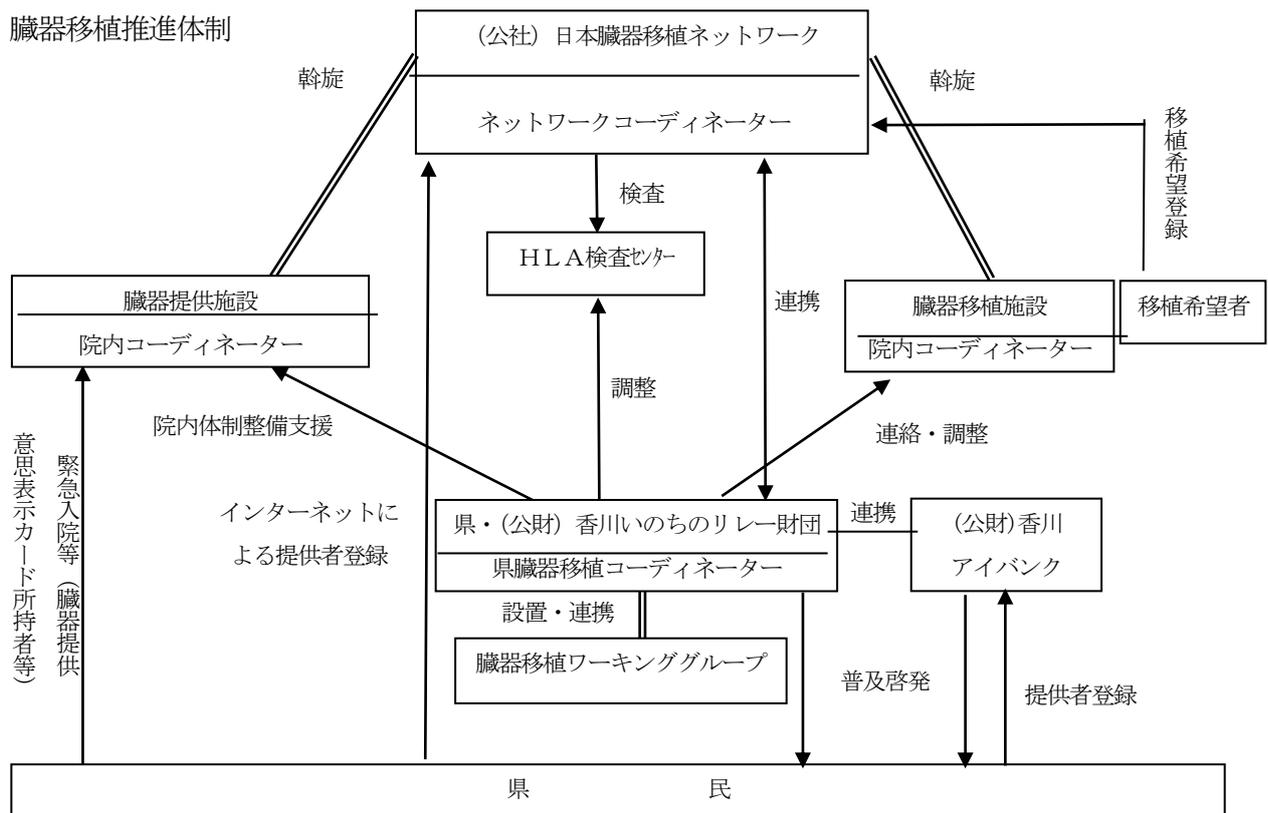 臓器移植推進体制
（公社）日本臓器移植ネットワーク
ネットワークコーディネーター
斡旋
斡旋
移植希望登録
検査
ＨＬＡ検査ｾﾝﾀｰ
連携
臓器提供施設
院内コーディネーター
臓器移植施設
院内コーディネーター
移植希望者
調整
院内体制整備支援
連絡・調整
緊急入院等（臓器提供
意思表示カード所持者等）
インターネットに
よる提供者登録
県・（公財）香川いのちのリレー財団
県臓器移植コーディネーター
連携
（公財）香川
アイバンク
設置・連携
臓器移植ワーキンググループ
普及啓発
提供者登録
県　民